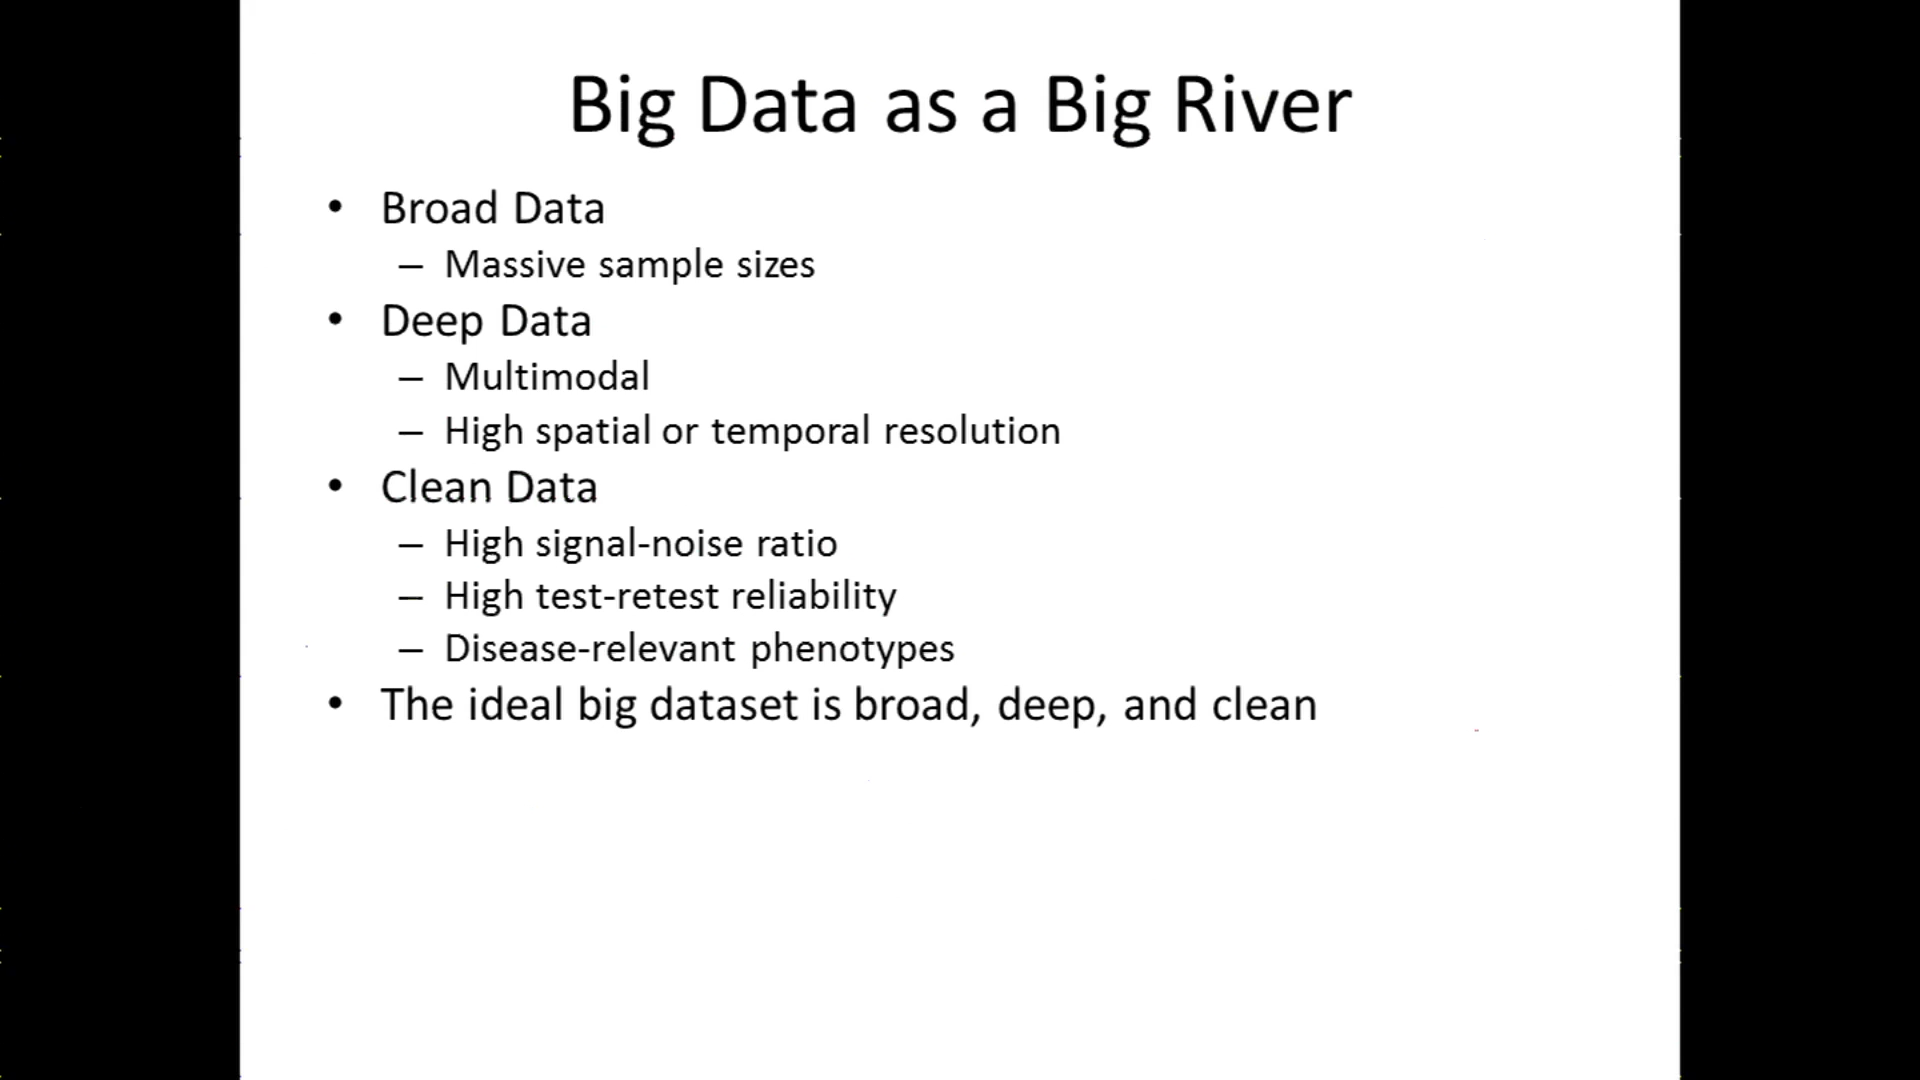 Big Data as a Big River
• Broad Data
– Massive sample sizes
• Deep Data
– Multimodal
– High spatial or temporal resolution
• Clean Data
– High signal-noise ratio
– High test-retest reliability
– Disease-relevant phenotypes
• The ideal big dataset is broad, deep, and clean